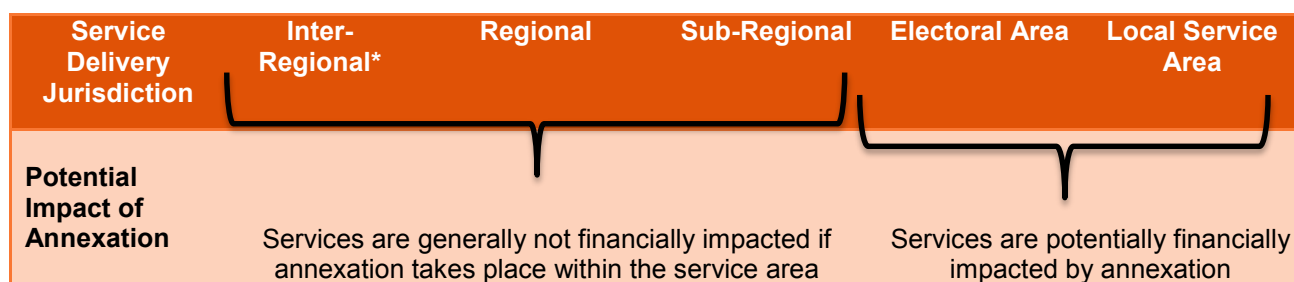 Service Delivery Jurisdiction
Inter-Regional*
Regional
Sub-Regional
Electoral Area
Local Service Area
Potential Impact of Annexation
Services are generally not financially impacted if
annexation takes place within the service area
Services are potentially financially
impacted by annexation